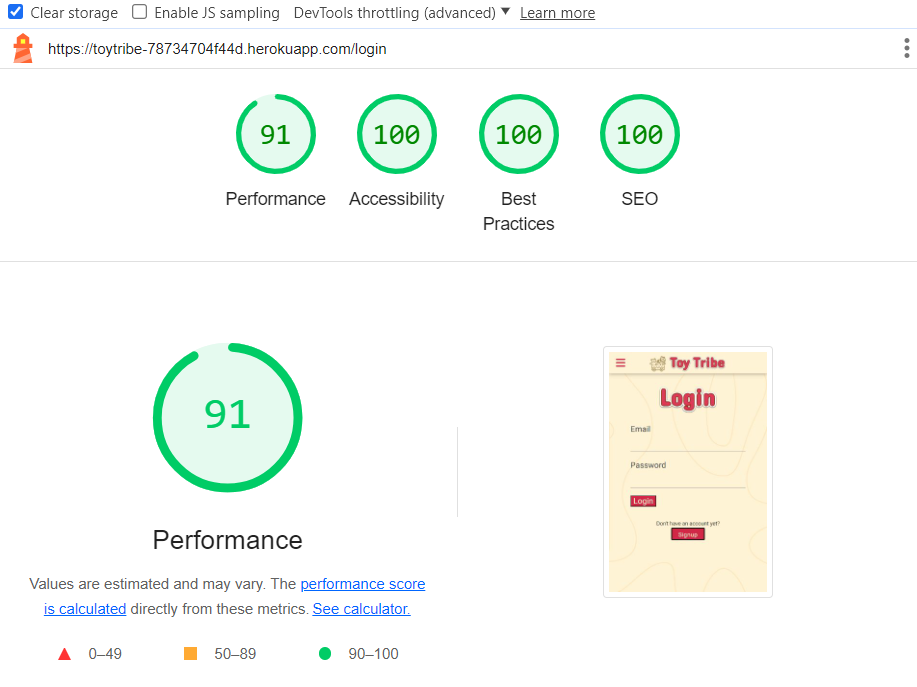 Clear storage Enable JS sampling DevTools throttling (advanced) Learn more
https://toytribe-78734704f44d.herokuapp.com/login
91 100 100 100
Performance Accessibility Best Practices SEO
91
Performance
Values are estimated and may vary. The performance score
is calculated directly from these metrics. See calculator.
0–49 50–89 90–100
Toy Tribe
Login
Email
Password
Login
Don't have an account yet?
Signup